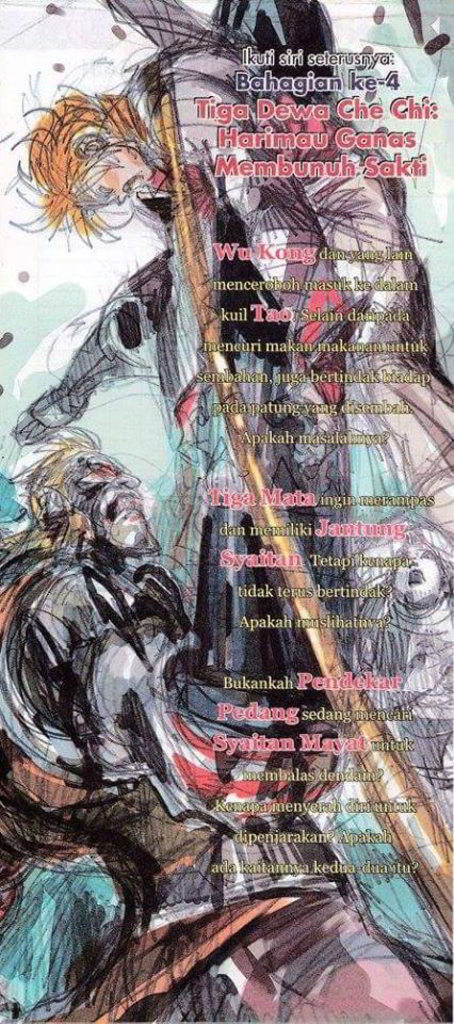 Ikuti siri seterusnya:
Bahagian ke-4
Tiga Dewa Che Chi:
Harimau Ganas
Membunuh Sakti
Wu Kong dan yang lain
menceroboh masuk ke dalam
kuil Tao. Selain daripada
mencuri makan makanan untuk
sembahan, juga bertindak biadap
pada patung yang disembah.
Apakah masalahnya?
Tiga Mata ingin merampas
dan memiliki Jantung
Syaitan. Tetapi kenapa
tidak terus bertindak?
Apakah muslihatnya?
Bukankah Pendekar
Pedang sedang mencari
Syaitan Mayat untuk
membalas dendam?
Kenapa menyerah diri untuk
dipenjarakan? Apakah
ada kaitannya kedua-dua itu?